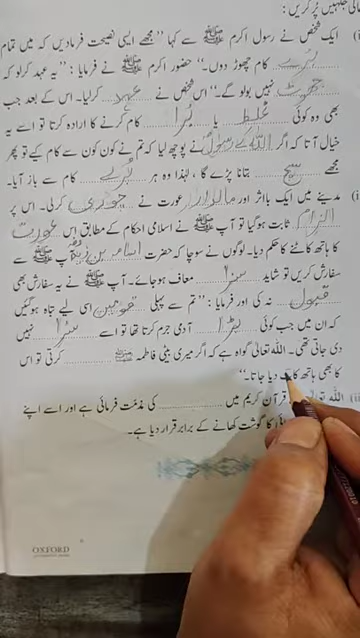 خالی جگہیں پُر کریں:
(i) ایک شخص نے رسول اکرم ﷺ سے کہا ”مجھے ایسی نصیحت فرمادیں کہ میں تمام
برے کام چھوڑ دوں۔“ حضور اکرم ﷺ نے فرمایا: ”یہ عہد کرلو کہ
جھوٹ نہیں بولو گے۔“ اس شخص نے عہد کرلیا۔ اس کے بعد جب
بھی وہ کوئی غلط یا برا کام کرنے کا ارادہ کرتا تو اسے یہ
خیال آتا کہ اگر اللہ کے رسول نے پوچھ لیا کہ تم نے کون کون سے کام کیے تو پھر
مجھے سچ بتانا پڑے گا، لہٰذا وہ ہر برے کام سے باز آیا۔
مدینے میں ایک بااثر اور مالدار عورت نے چوری کرلی۔ اس پر
الزام ثابت ہوگیا تو آپ ﷺ نے اسلامی احکام کے مطابق اس عورت
کا ہاتھ کاٹنے کا حکم دیا۔ لوگوں نے سوچا کہ حضرت اسامہ بن زید آپ ﷺ سے
سفارش کریں تو شاید سزا معاف ہوجائے۔ آپ ﷺ نے یہ سفارش بھی
قبول نہ کی اور فرمایا: ”تم سے پہلے قومیں اسی لیے تباہ ہوگئیں
کہ ان میں جب کوئی بڑا آدمی جرم کرتا تھا تو اسے سزا نہیں
دی جاتی تھی۔ اللہ تعالیٰ گواہ ہے کہ اگر میری بیٹی فاطمہ کرتی تو اس
کا بھی ہاتھ کاٹ دیا جاتا۔“
اللہ قرآن کریم میں کی مذمت فرمائی ہے اور اسے اپنے
کا گوشت کھانے کے برابر قرار دیا ہے۔
OXFORD